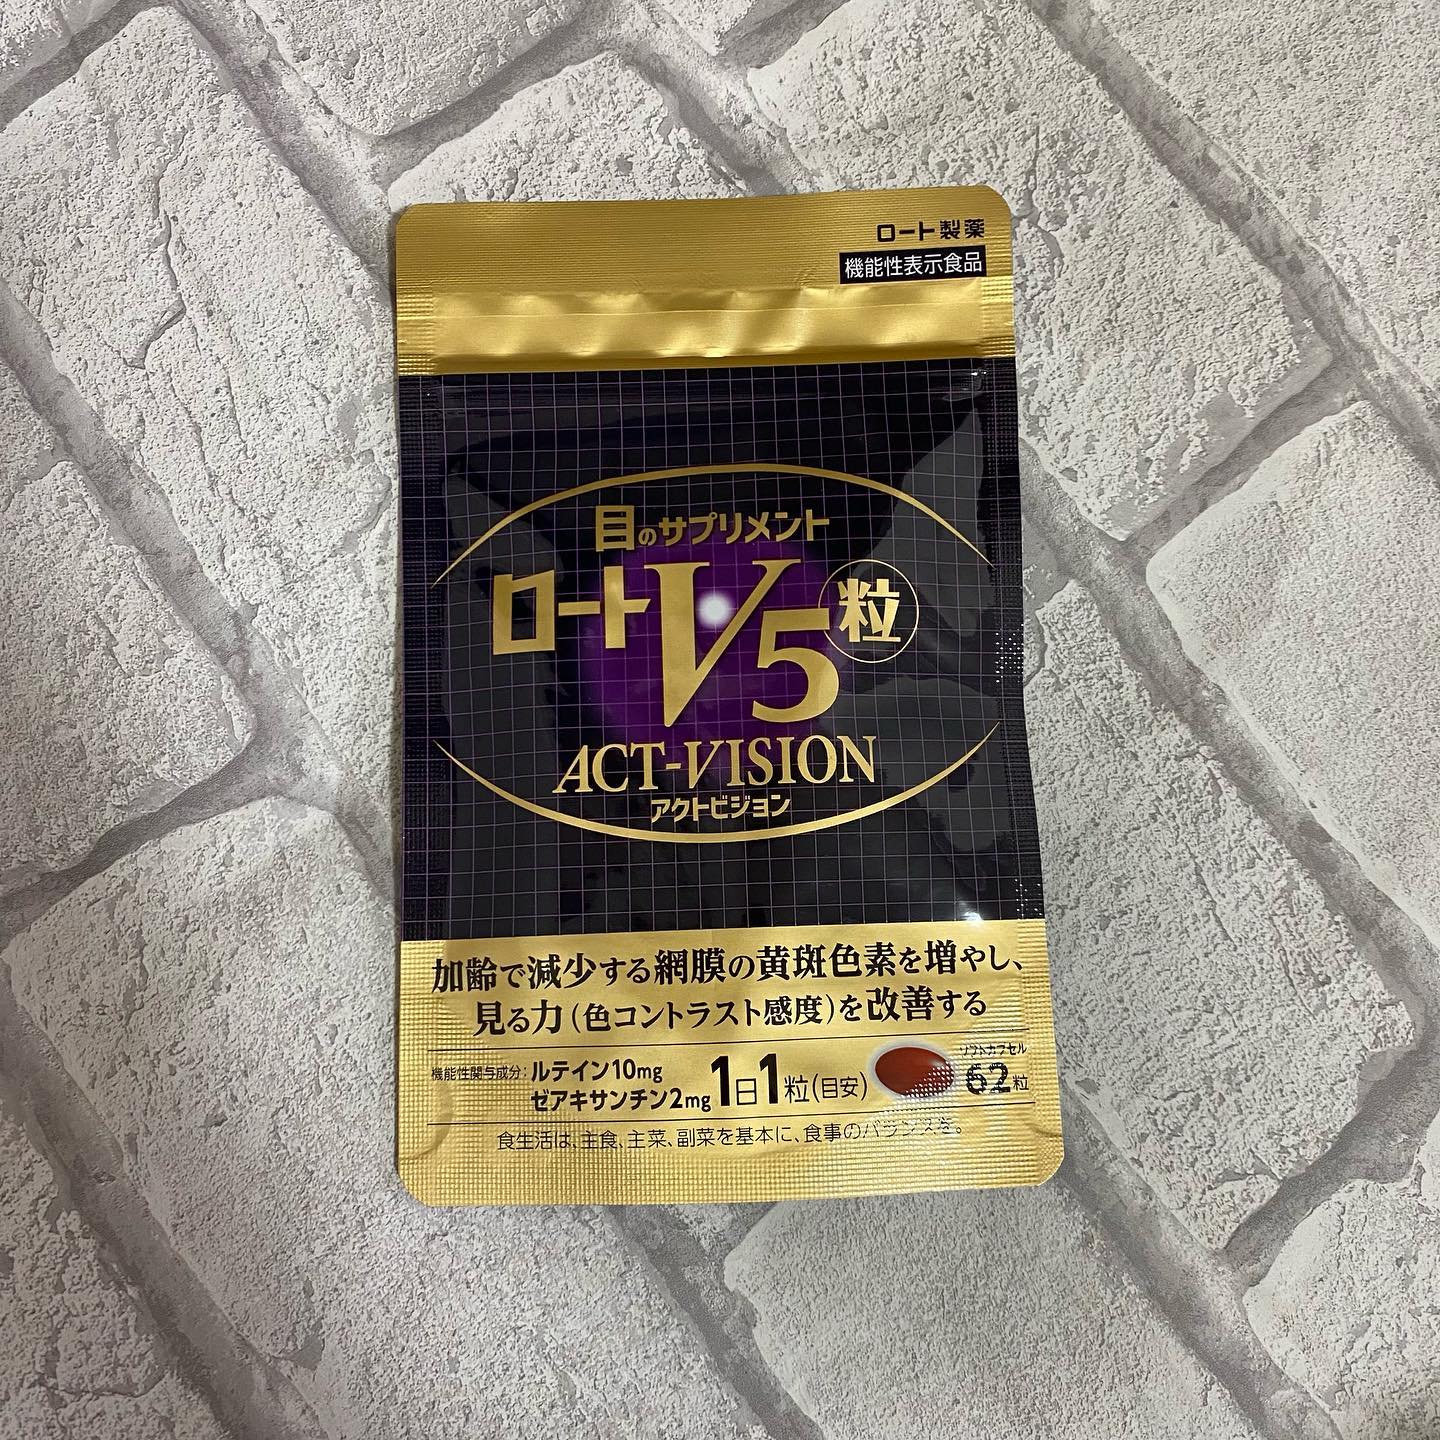 ロート製薬
機能性表示食品
目のサプリメント
ロートV5粒
ACT-VISION
アクトビジョン
加齢で減少する網膜の黄斑色素を増やし、
見る力(色コントラスト感度)を改善する
機能性関与成分:ルテイン10mg
ゼアキサンチン2mg
1日1粒(目安)
ソフトカプセル
62粒
食生活は、主食、主菜、副菜を基本に、食事のバランスを。